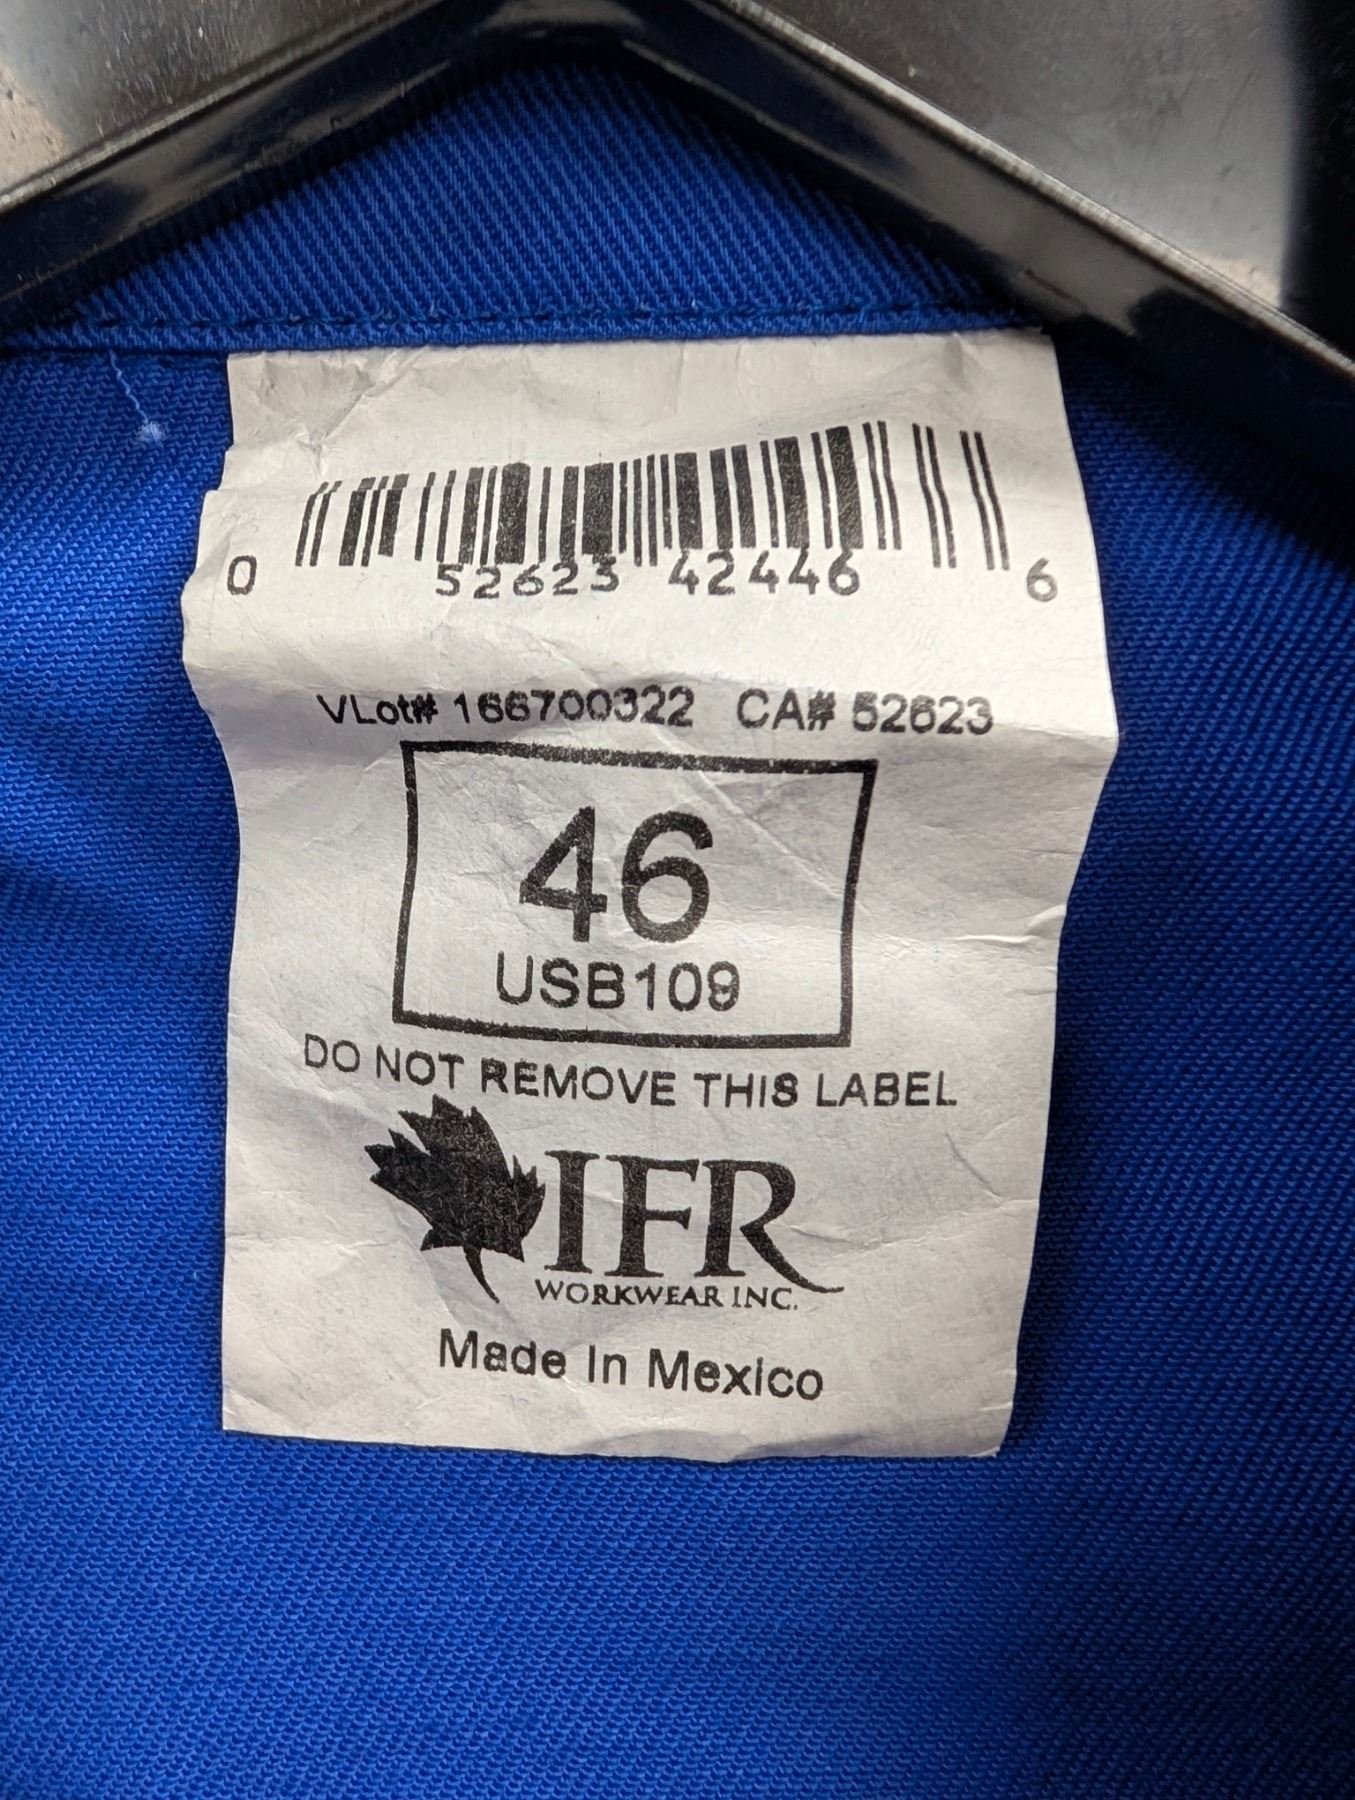 0 52623 42446 6
VLot# 166700322 CA# 52623
46
USB109
DO NOT REMOVE THIS LABEL
IFR
WORKWEAR INC.
Made In Mexico